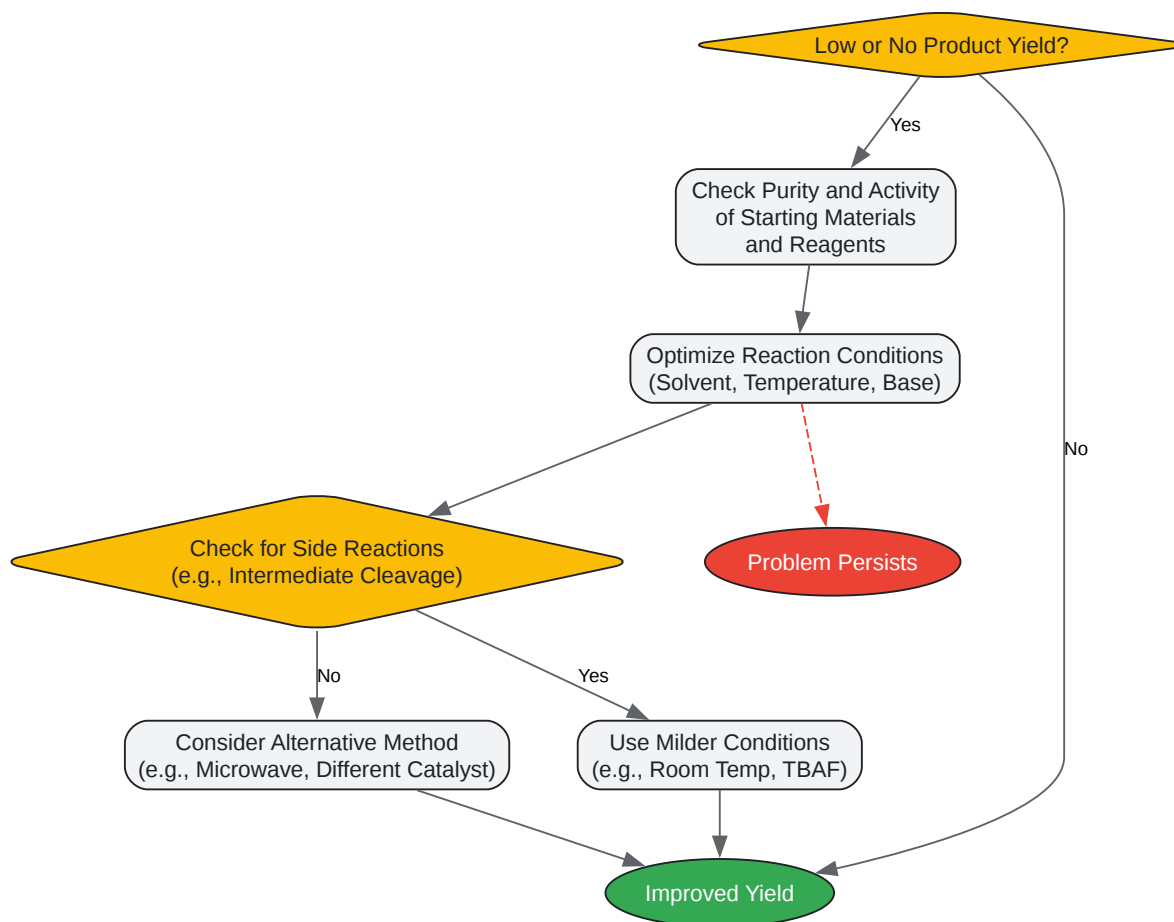 Low or No Product Yield?
Yes
Check Purity and Activity
of Starting Materials
and Reagents
Optimize Reaction Conditions
(Solvent, Temperature, Base)
No
Check for Side Reactions
(e.g., Intermediate Cleavage)
Problem Persists
No
Yes
Consider Alternative Method
(e.g., Microwave, Different Catalyst)
Use Milder Conditions
(e.g., Room Temp, TBAF)
Improved Yield